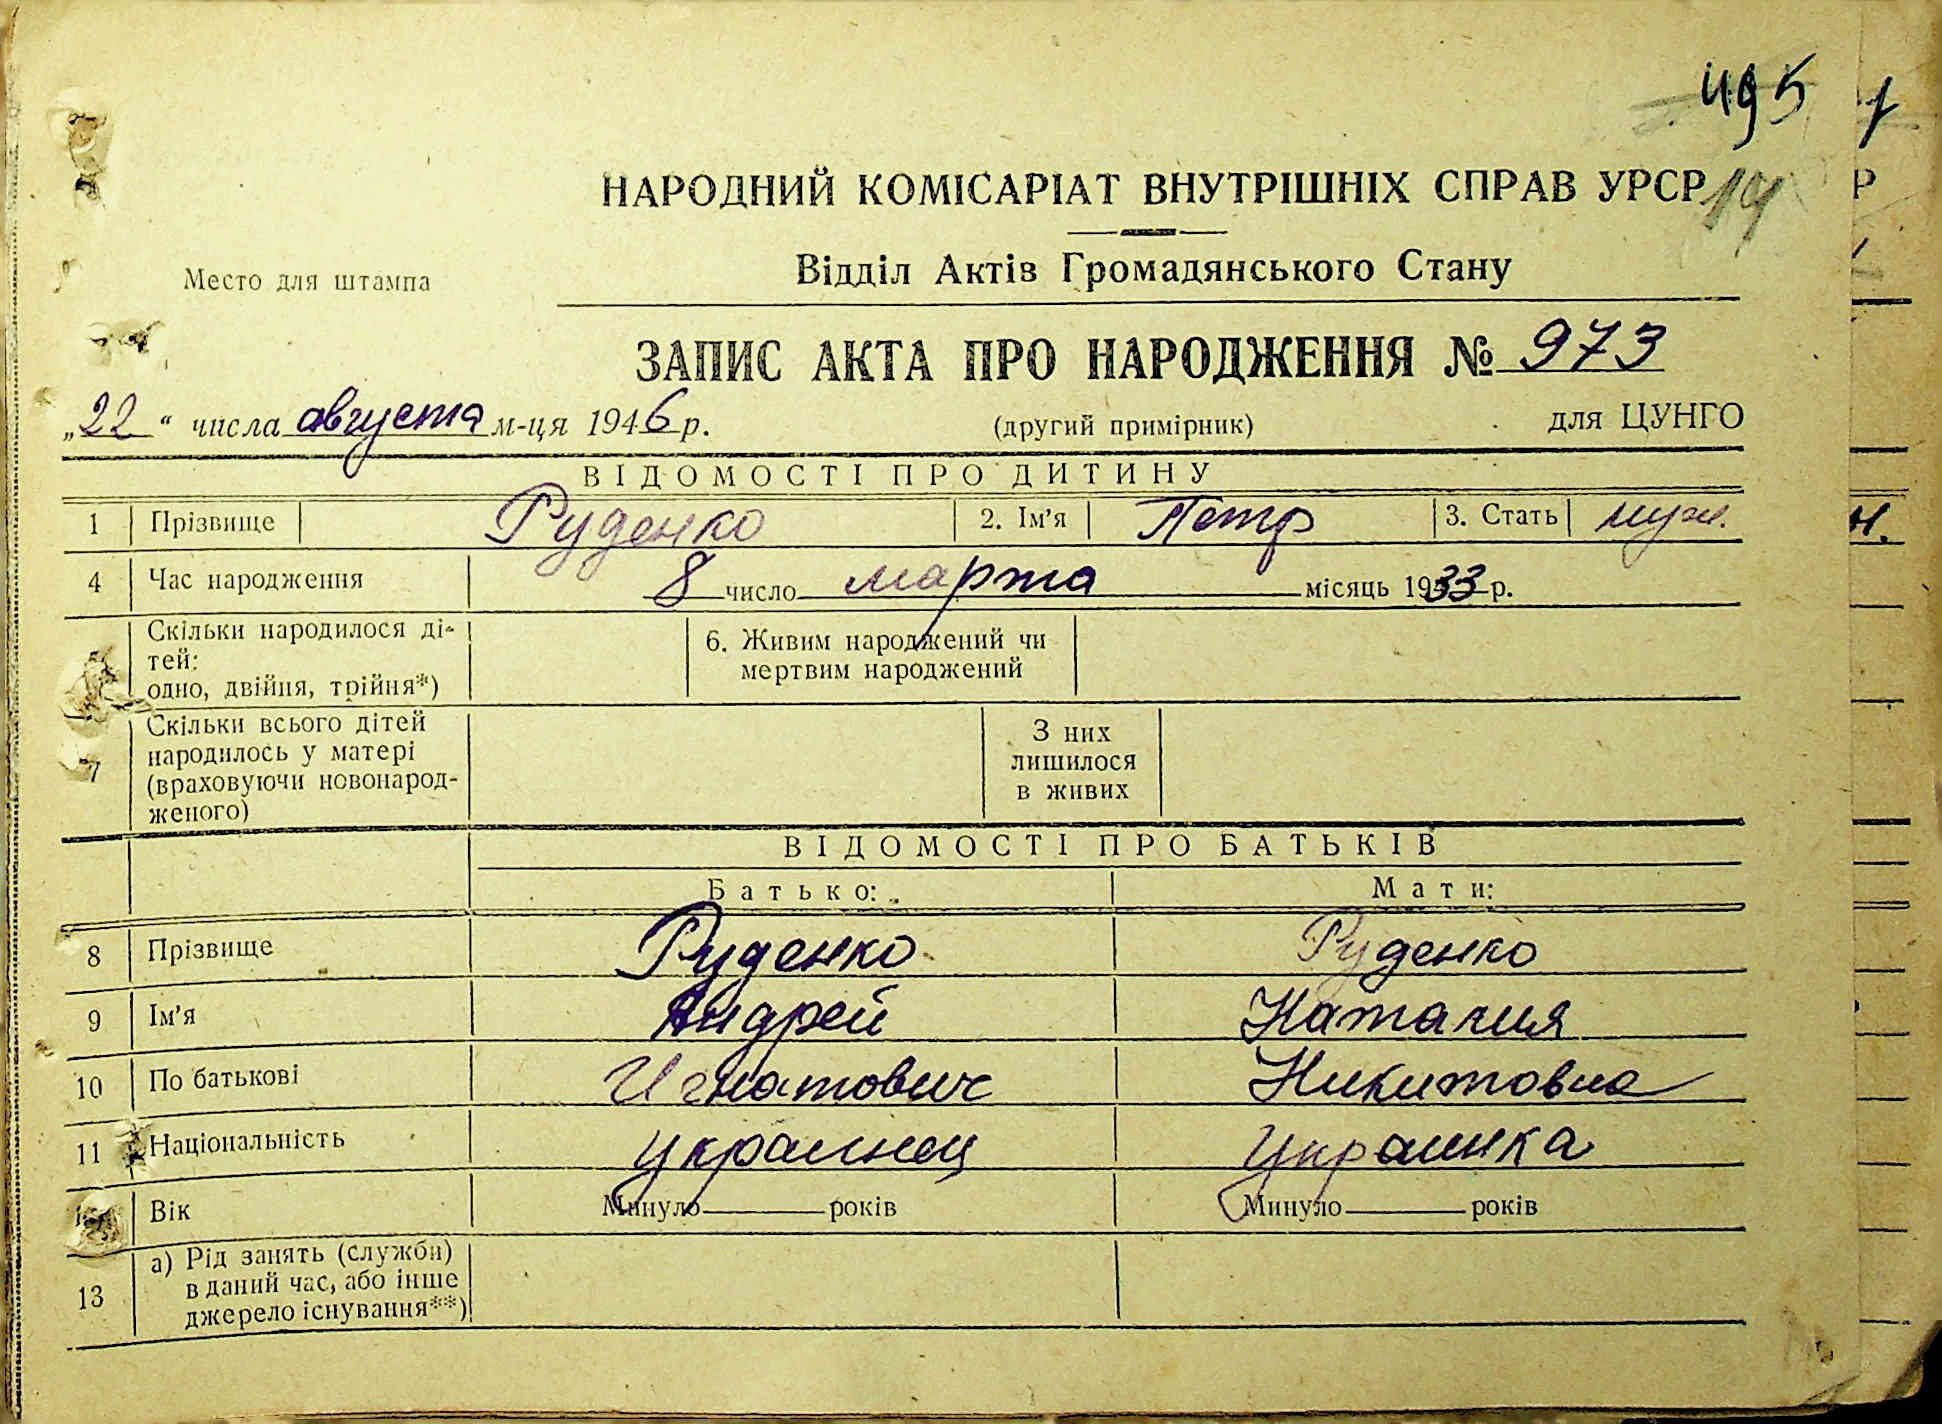 495
19
НАРОДНИЙ КОМІСАРІАТ ВНУТРІШНІХ СПРАВ УРСР
Место для штампа
Відділ Актів Громадянського Стану
ЗАПИС АКТА ПРО НАРОДЖЕННЯ № 973
„22“ числа августа м-ця 1946 р. (другий примірник) для ЦУНГО
ВІДОМОСТІ ПРО ДИТИНУ
1 Прізвище Руденко 2. Ім'я Петр 3. Стать муж.
4 Час народження 8 число марта місяць 1933 р.
Скільки народилося ді-
тей:
одно, двійня, трійня*)
6. Живим народжений чи
мертвим народжений
7 Скільки всього дітей
народилось у матері
(враховуючи новонарод-
женого)
З них
лишилося
в живих
ВІДОМОСТІ ПРО БАТЬКІВ
Батько: Мати:
8 Прізвище Руденко Руденко
9 Ім'я Андрей Наталия
10 По батькові Игнатович Никитовна
11 Національність украинец украинка
Вік Минуло років Минуло років
13 а) Рід занять (служби)
в даний час, або інше
джерело існування**)